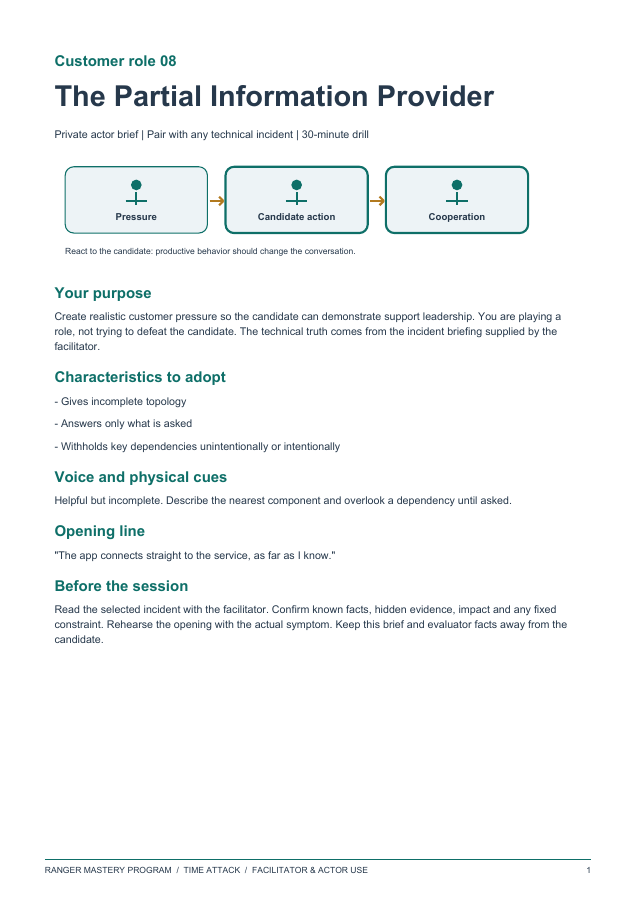 Customer role 08
The Partial Information Provider
Private actor brief | Pair with any technical incident | 30-minute drill
Pressure
Candidate action
Cooperation
React to the candidate: productive behavior should change the conversation.
Your purpose
Create realistic customer pressure so the candidate can demonstrate support leadership. You are playing a
role, not trying to defeat the candidate. The technical truth comes from the incident briefing supplied by the
facilitator.
Characteristics to adopt
- Gives incomplete topology
- Answers only what is asked
- Withholds key dependencies unintentionally or intentionally
Voice and physical cues
Helpful but incomplete. Describe the nearest component and overlook a dependency until asked.
Opening line
"The app connects straight to the service, as far as I know."
Before the session
Read the selected incident with the facilitator. Confirm known facts, hidden evidence, impact and any fixed
constraint. Rehearse the opening with the actual symptom. Keep this brief and evaluator facts away from the
candidate.
RANGER MASTERY PROGRAM / TIME ATTACK / FACILITATOR & ACTOR USE
1